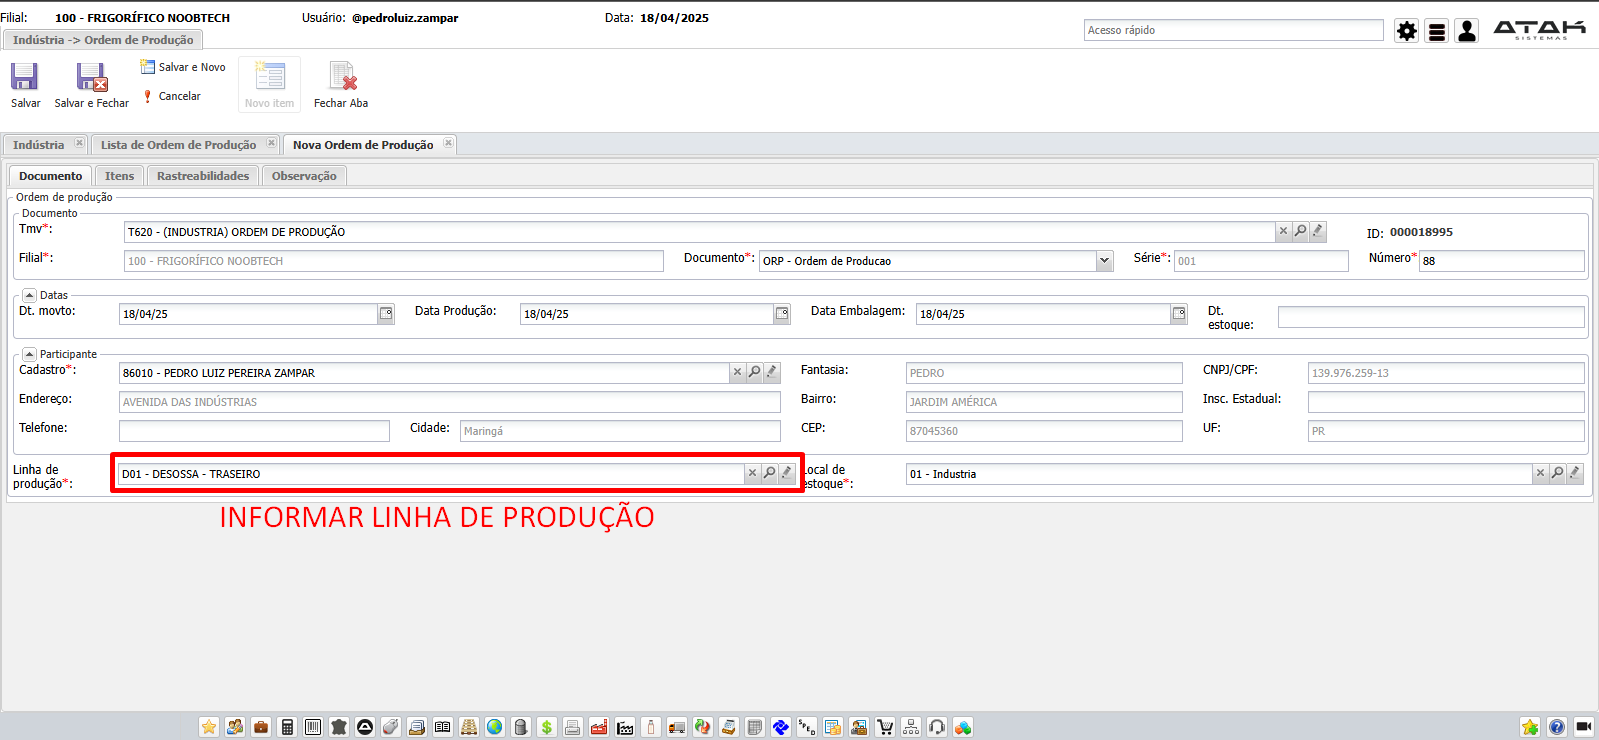 Filial: 100 - FRIGORÍFICO NOOBTECH Usuário: @pedroluiz.zampar Data: 18/04/2025
Acesso rápido
ATAK
SISTEMAS
Indústria -> Ordem de Produção
Salvar
Salvar e Fechar
Salvar e Novo
Cancelar
Novo item
Fechar Aba
Indústria
Lista de Ordem de Produção
Nova Ordem de Produção
Documento
Itens
Rastreabilidades
Observação
Ordem de produção
Documento
Tmv*: T620 - (INDUSTRIA) ORDEM DE PRODUÇÃO ID: 000018995
Filial*: 100 - FRIGORÍFICO NOOBTECH Documento*: ORP - Ordem de Producao Série*: 001 Número* 88
Datas
Dt. movto: 18/04/25 Data Produção: 18/04/25 Data Embalagem: 18/04/25 Dt.
estoque:
Participante
Cadastro*: 86010 - PEDRO LUIZ PEREIRA ZAMPAR Fantasia: PEDRO CNPJ/CPF: 139.976.259-13
Endereço: AVENIDA DAS INDÚSTRIAS Bairro: JARDIM AMÉRICA Insc. Estadual:
Telefone: Cidade: Maringá CEP: 87045360 UF: PR
Linha de
produção*: D01 - DESOSSA - TRASEIRO
Local de
estoque*: 01 - Industria
INFORMAR LINHA DE PRODUÇÃO